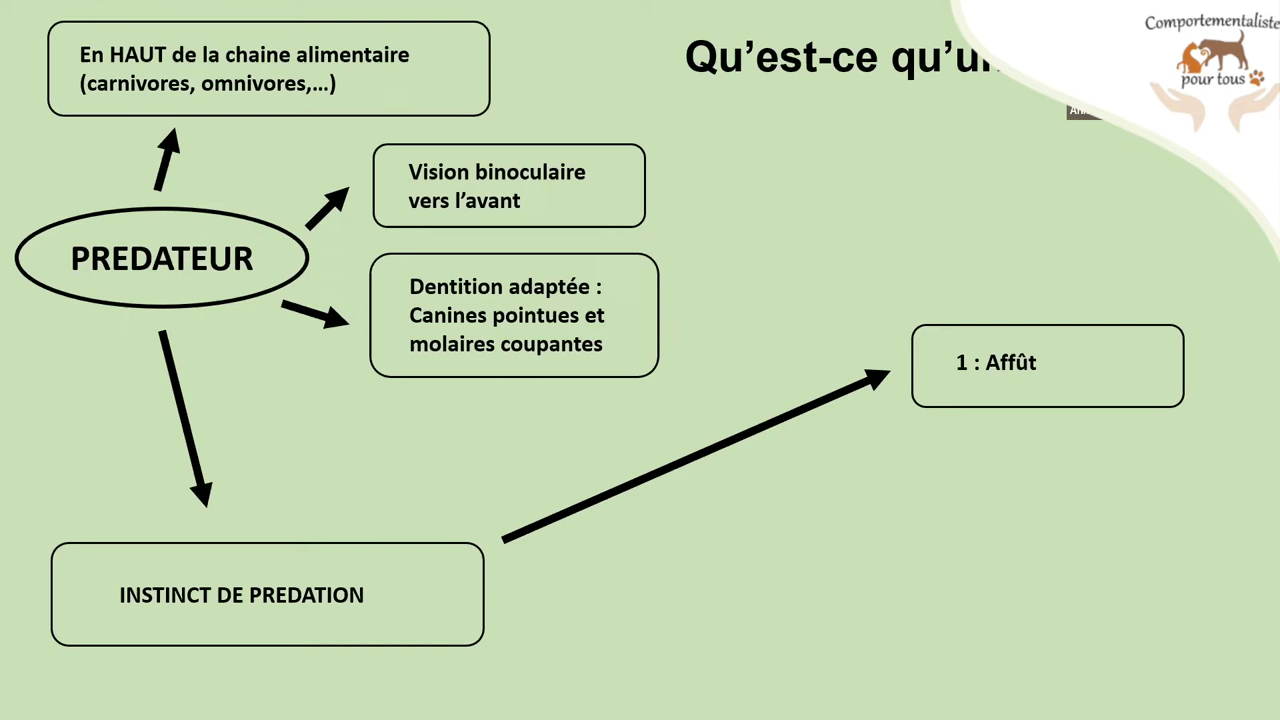 En HAUT de la chaine alimentaire
(carnivores, omnivores,...)
Qu’est-ce qu’un
Comportementaliste
pour tous
Vision binoculaire
vers l’avant
PREDATEUR
Dentition adaptée :
Canines pointues et
molaires coupantes
1 : Affût
INSTINCT DE PREDATION